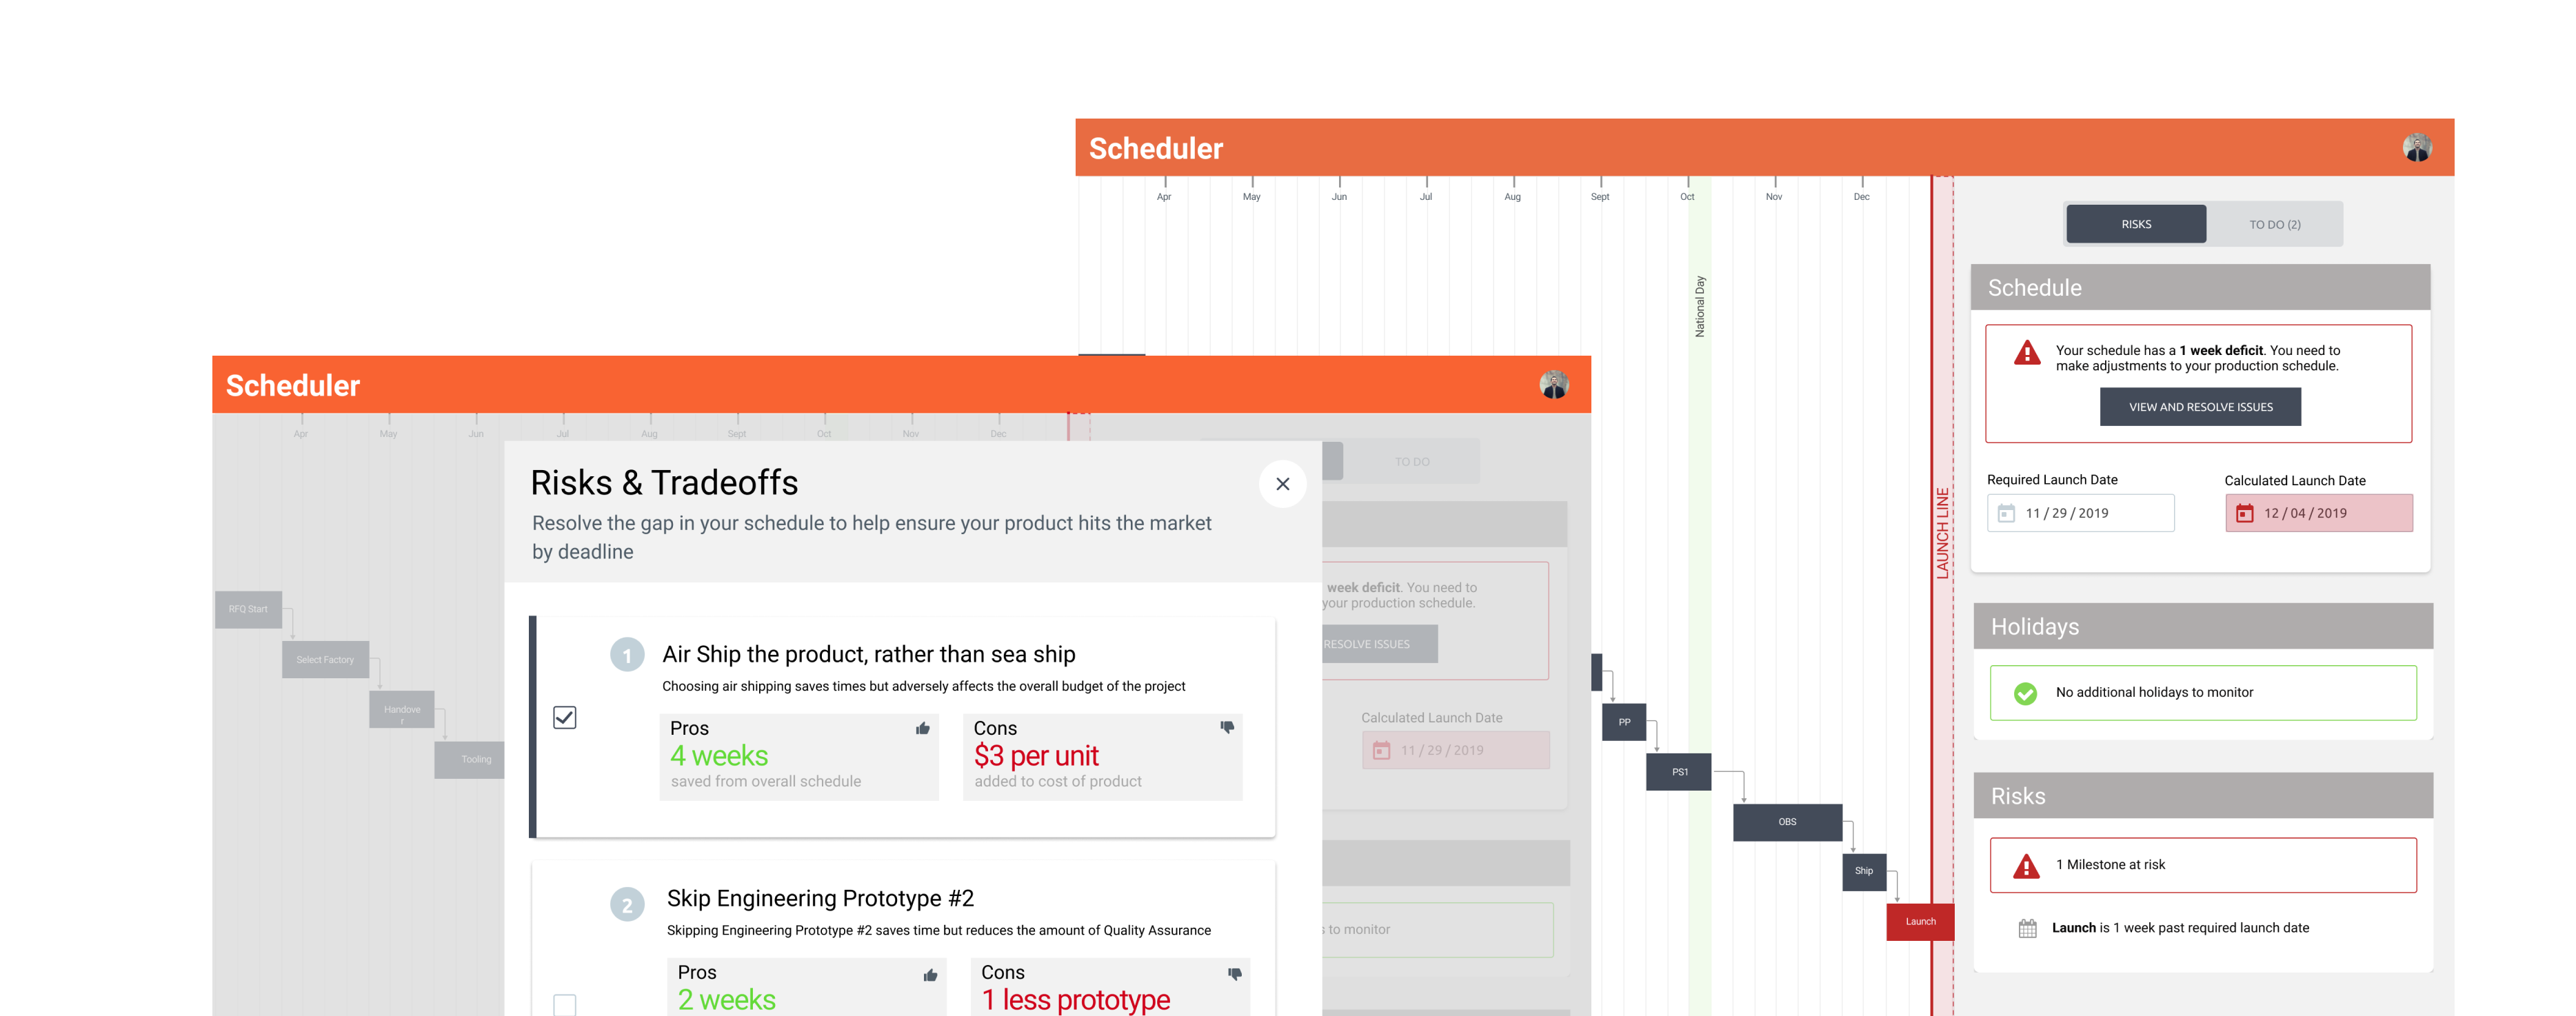 Scheduler
Apr
May
Jun
Jul
Aug
Sept
Oct
Nov
Dec
National Day
LAUNCH LINE
PP
PS1
OBS
Ship
Launch
RISKS
TO DO (2)
Schedule
Your schedule has a 1 week deficit. You need to
make adjustments to your production schedule.
VIEW AND RESOLVE ISSUES
Required Launch Date
Calculated Launch Date
11 / 29 / 2019
12 / 04 / 2019
Holidays
No additional holidays to monitor
Risks
1 Milestone at risk
Launch is 1 week past required launch date
Scheduler
Apr
May
Jun
Jul
Aug
Sept
Oct
Nov
Dec
RFQ Start
Select Factory
Handove
r
Tooling
TO DO
week deficit. You need to
your production schedule.
RESOLVE ISSUES
Calculated Launch Date
11 / 29 / 2019
to monitor
Risks & Tradeoffs
Resolve the gap in your schedule to help ensure your product hits the market
by deadline
1
Air Ship the product, rather than sea ship
Choosing air shipping saves times but adversely affects the overall budget of the project
Pros
4 weeks
saved from overall schedule
Cons
$3 per unit
added to cost of product
2
Skip Engineering Prototype #2
Skipping Engineering Prototype #2 saves time but reduces the amount of Quality Assurance
Pros
2 weeks
Cons
1 less prototype